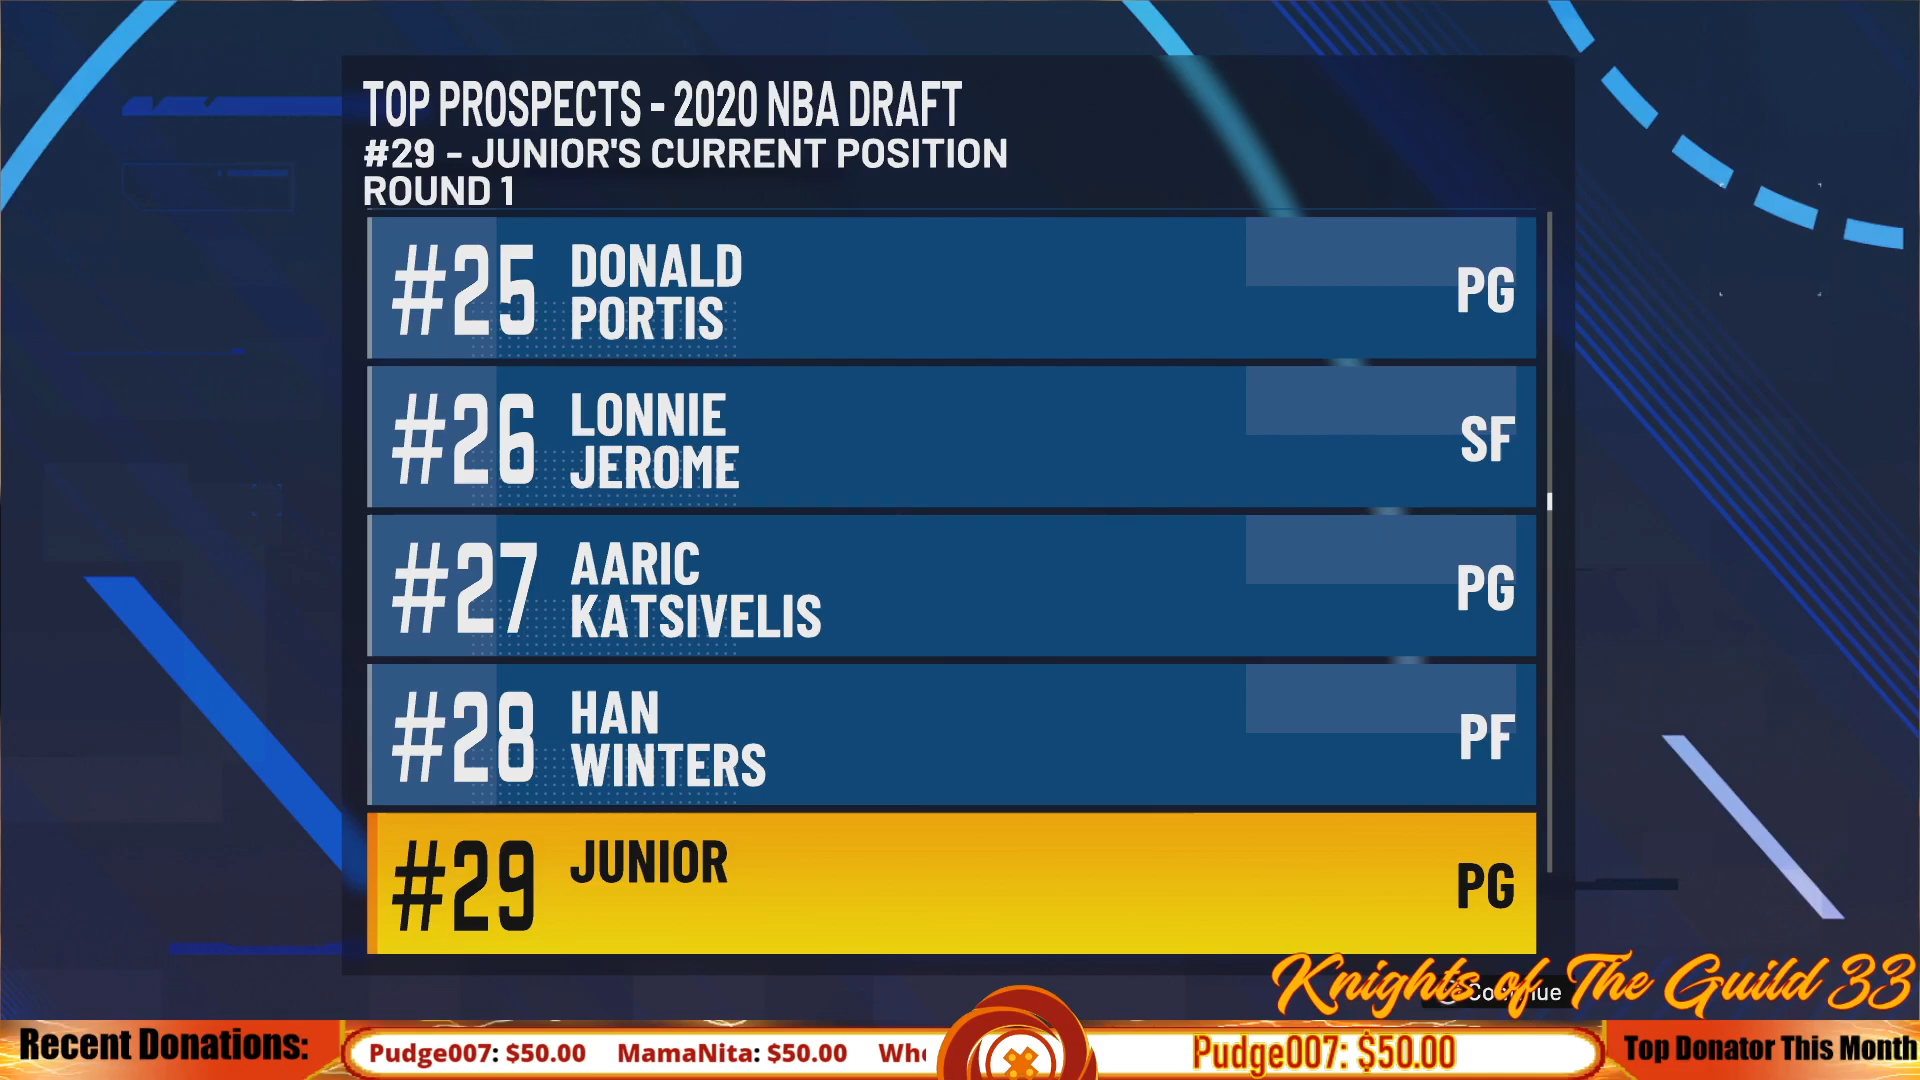 TOP PROSPECTS - 2020 NBA DRAFT
#29 - JUNIOR'S CURRENT POSITION
ROUND 1
#25 DONALD PORTIS PG
#26 LONNIE JEROME SF
#27 AARIC KATSIVELIS PG
#28 HAN WINTERS PF
#29 JUNIOR PG
Knights of The Guild 33
Continue
Recent Donations: Pudge007: $50.00 MamaNita: $50.00 Pudge007: $50.00 Top Donator This Month